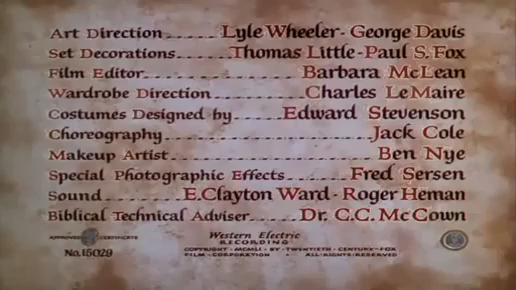 Art Direction......Lyle Wheeler - George Davis
Set Decorations......Thomas Little - Paul S. Fox
Film Editor......Barbara McLean
Wardrobe Direction......Charles LeMaire
Costumes Designed by......Edward Stevenson
Choreography......Jack Cole
Makeup Artist......Ben Nye
Special Photographic Effects......Fred Sersen
Sound......E. Clayton Ward - Roger Heman
Biblical Technical Adviser......Dr. C.C. McCown
APPROVED CERTIFICATE
No. 15029
Western Electric
RECORDING
COPYRIGHT - MCMLI - BY - TWENTIETH - CENTURY - FOX
FILM - CORPORATION • ALL - RIGHTS - RESERVED